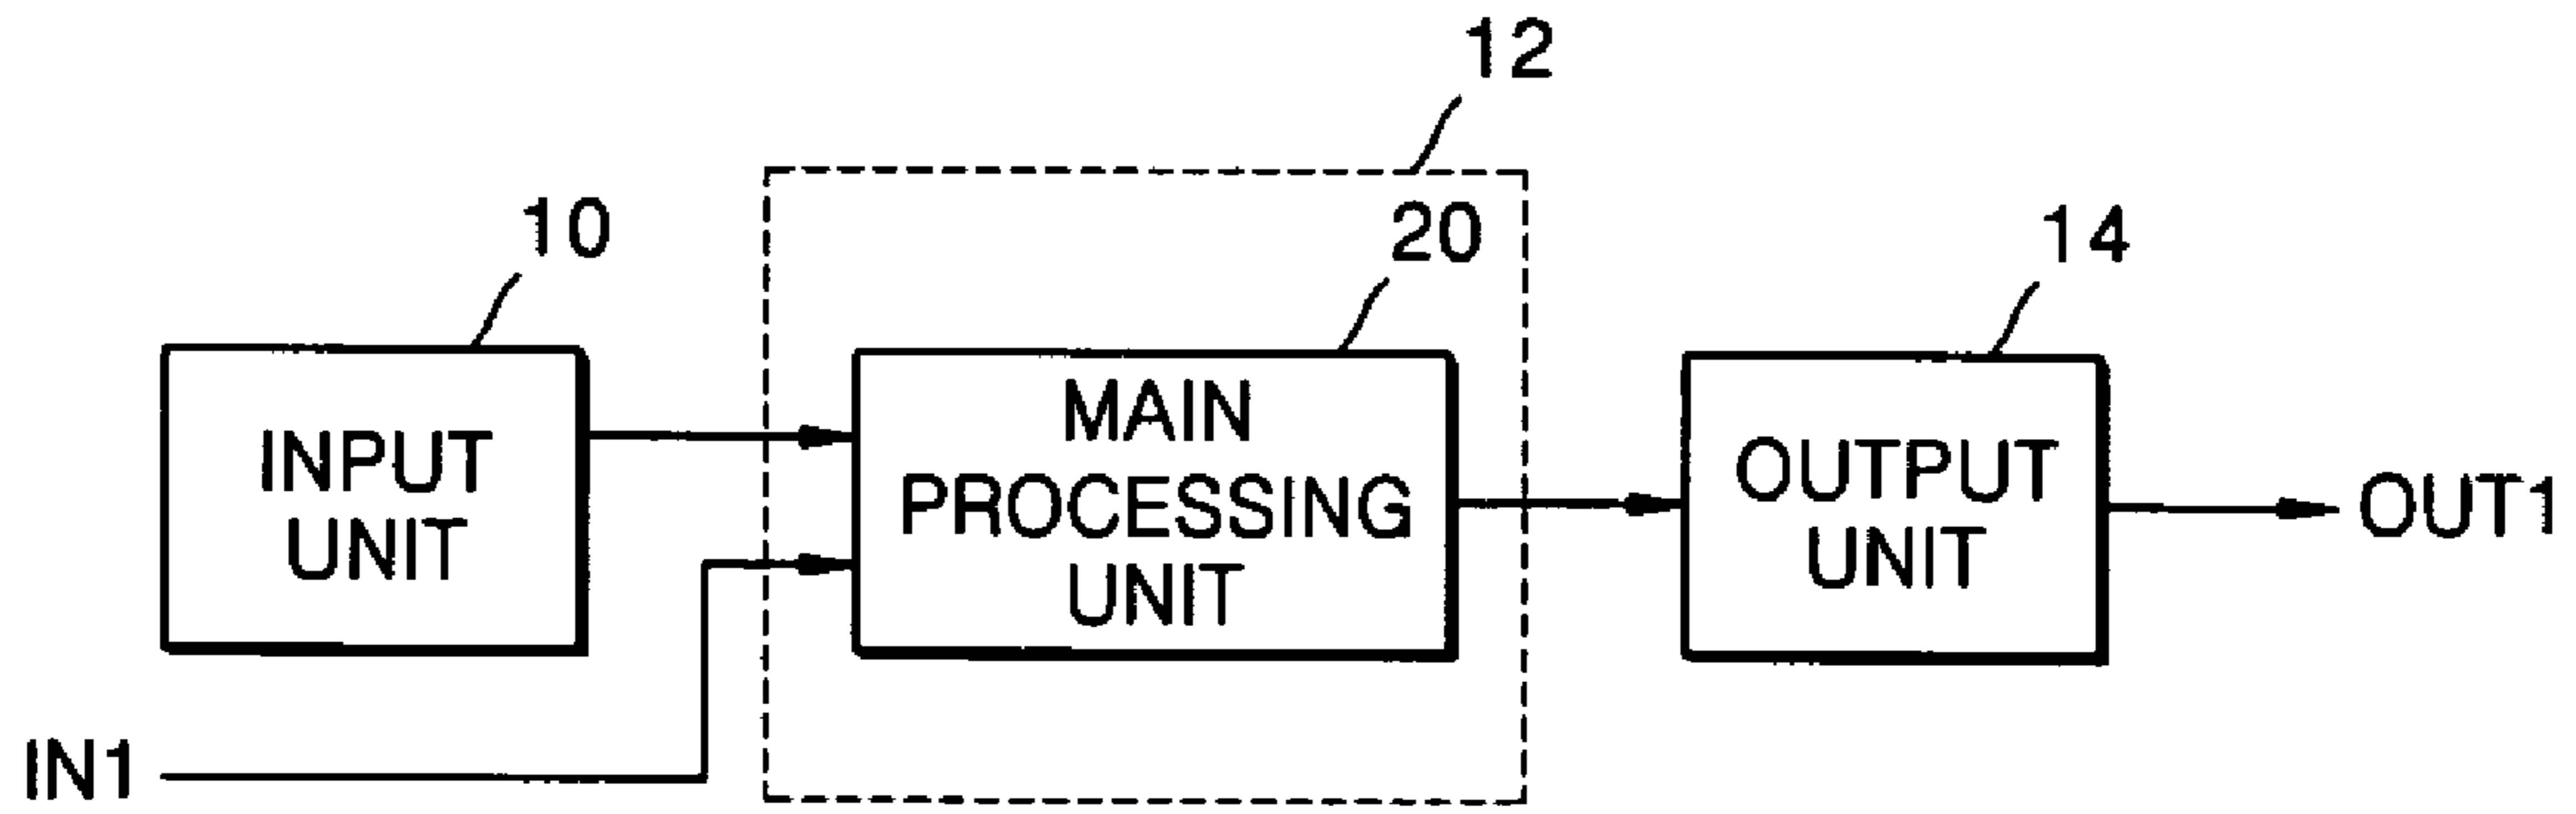 12
10
20
14
INPUT
UNIT
MAIN
PROCESSING
UNIT
OUTPUT
UNIT
OUT1
IN1